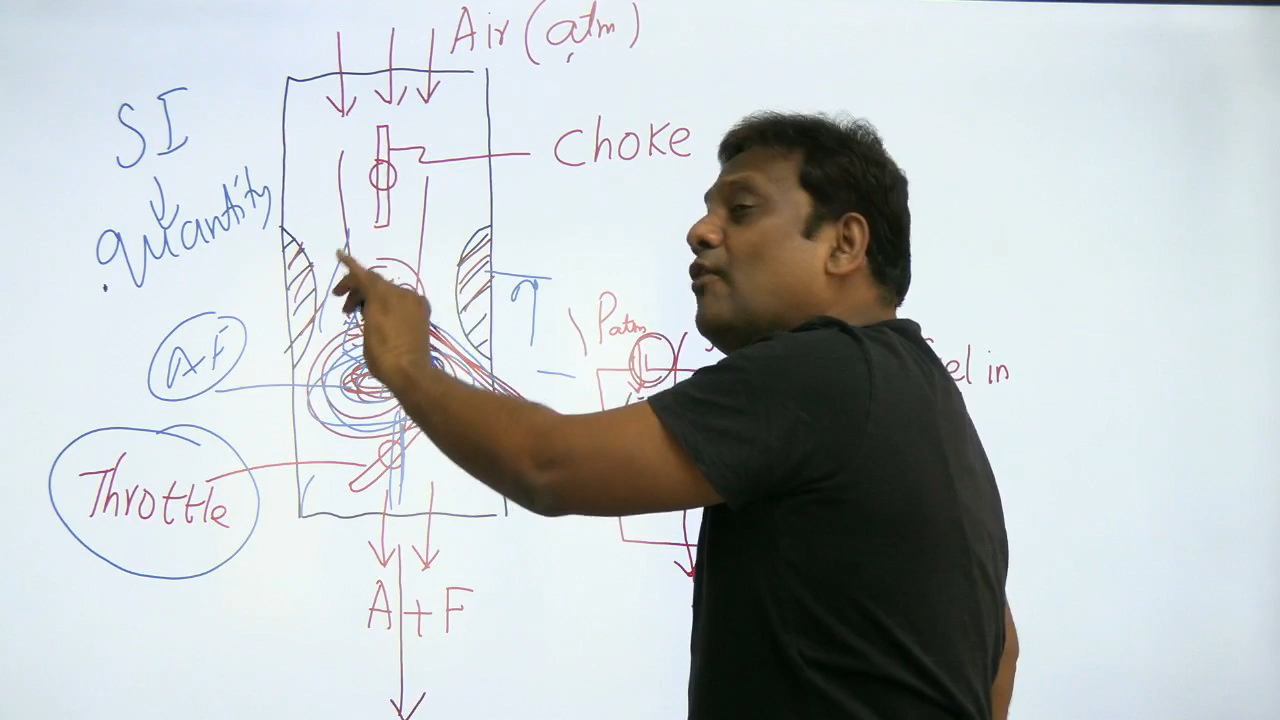 Air (atm)
SI
Choke
quantity
Patm
AF
el in
Throttle
A + F